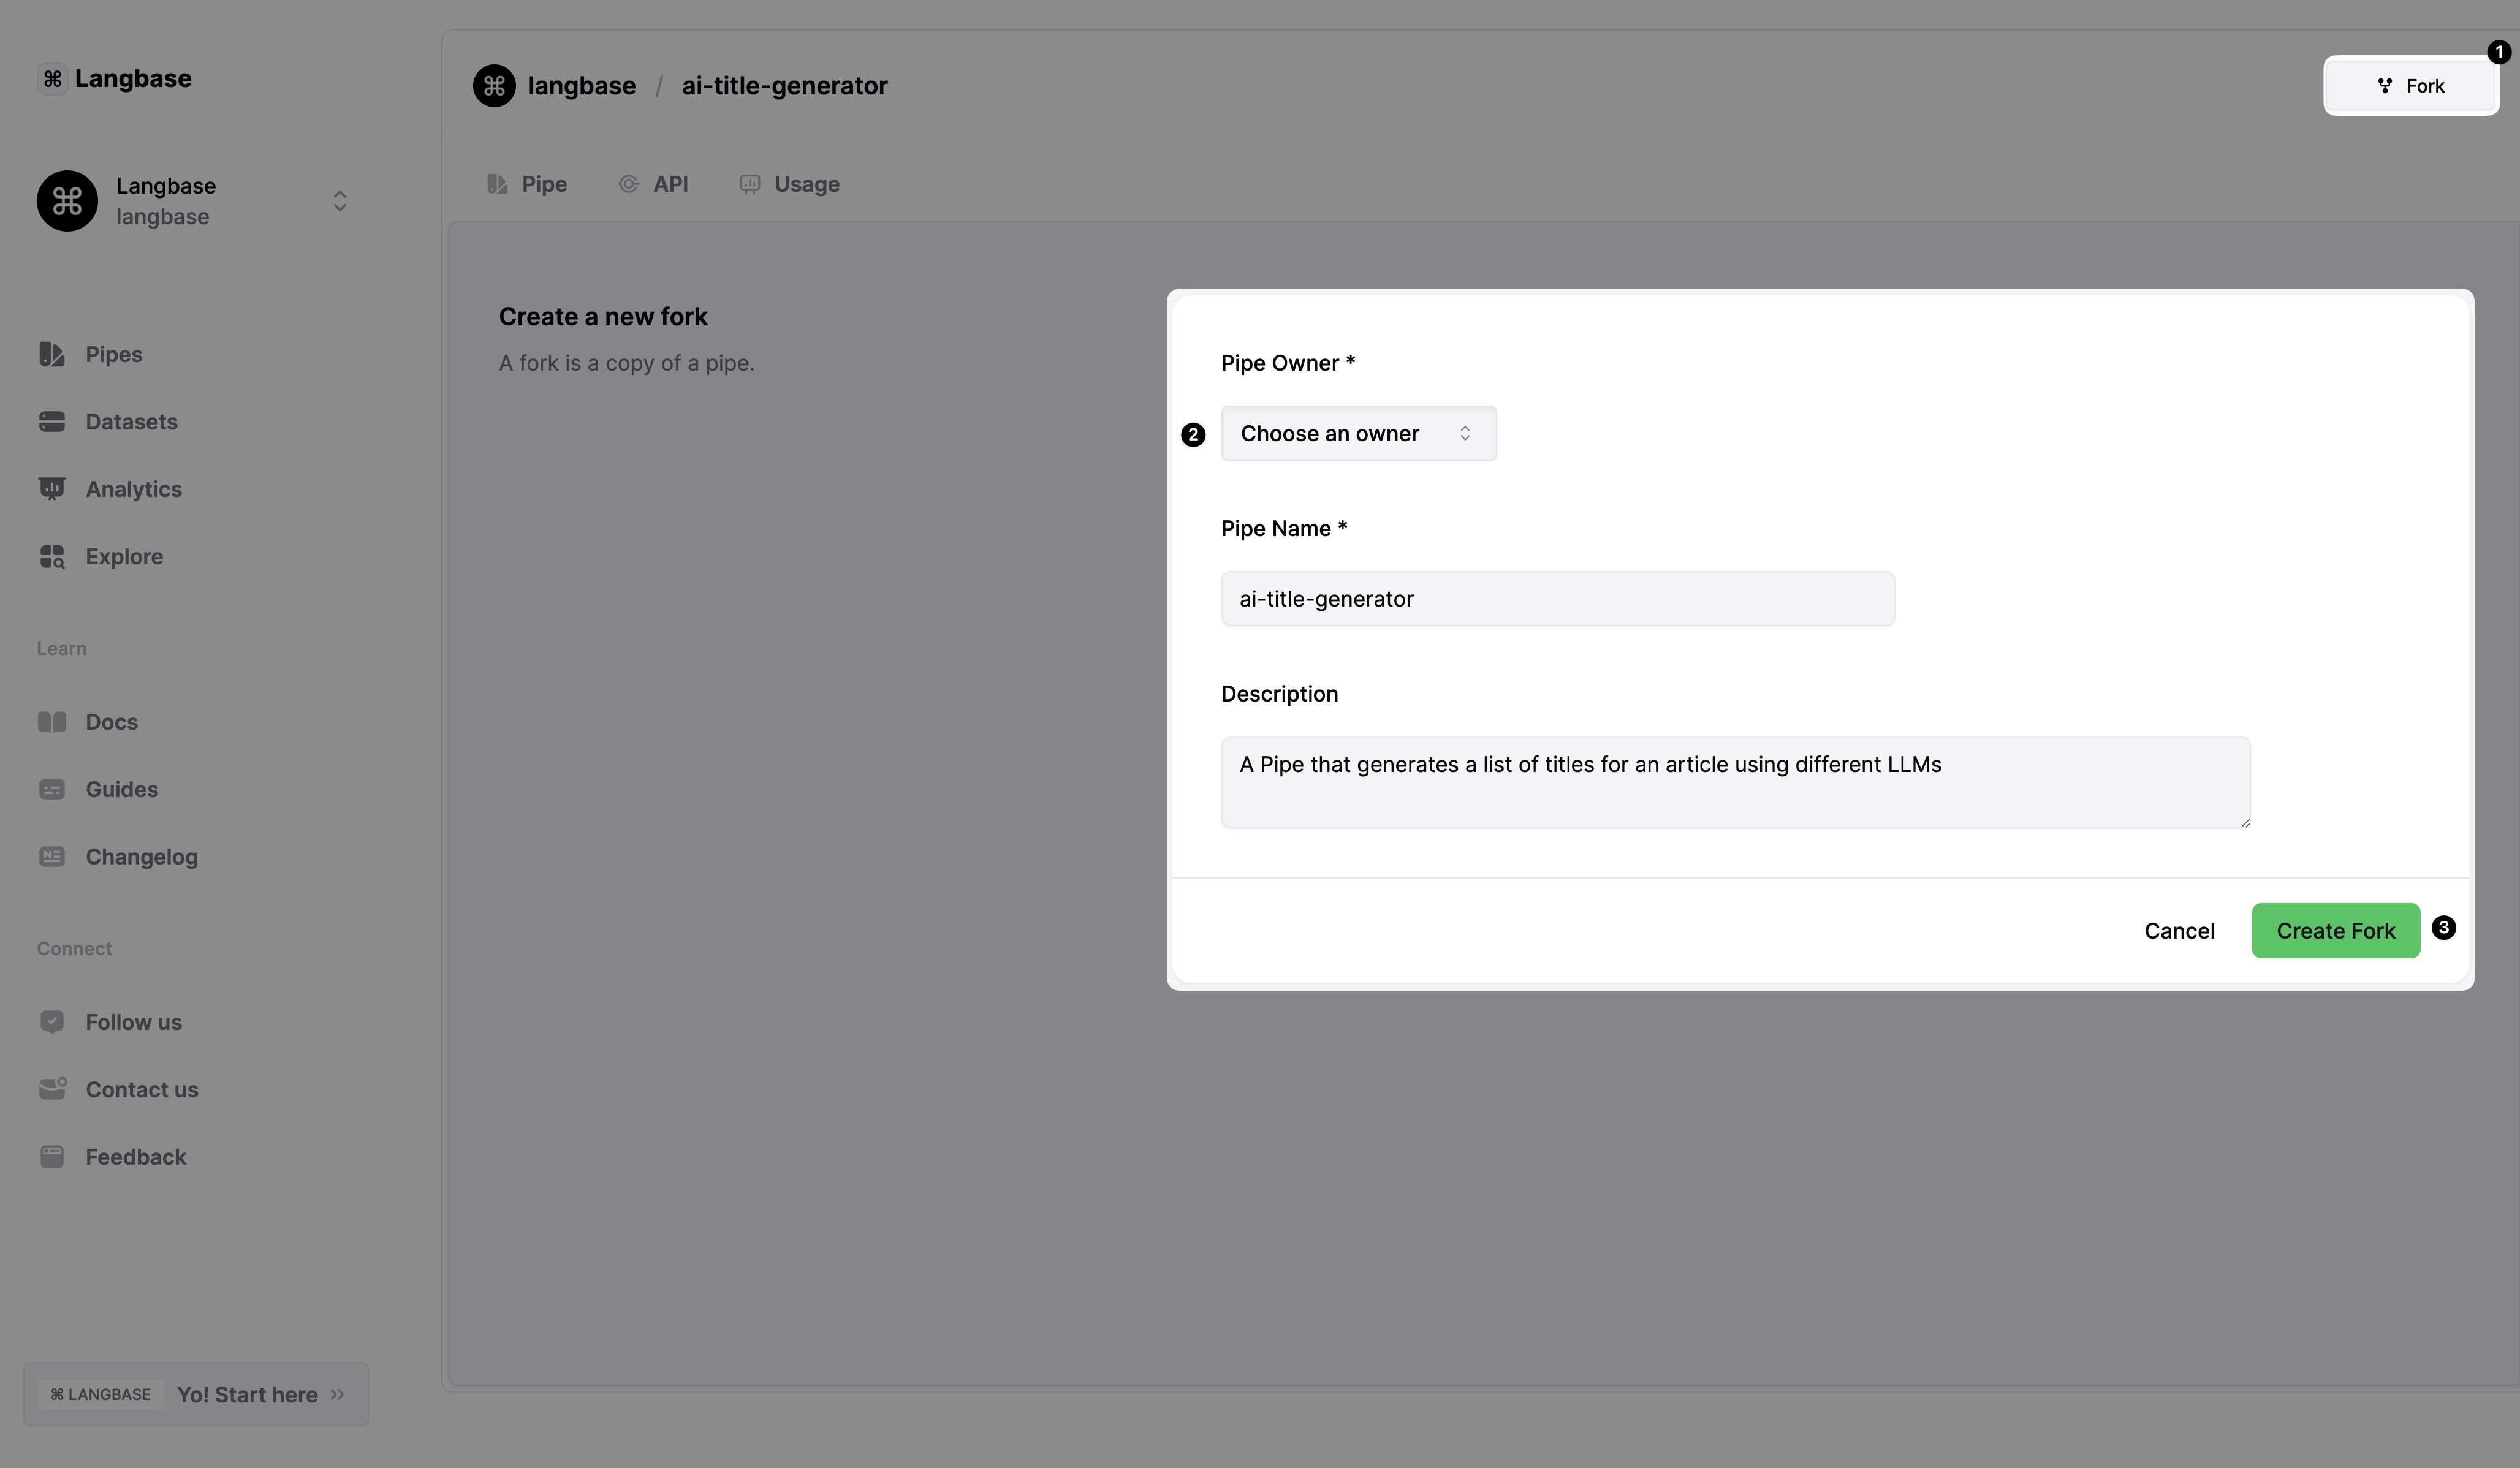 ⌘ Langbase
Langbase
langbase
Pipes
Datasets
Analytics
Explore
Learn
Docs
Guides
Changelog
Connect
Follow us
Contact us
Feedback
⌘ LANGBASE Yo! Start here
langbase / ai-title-generator
Fork 1
Pipe API Usage
Create a new fork
A fork is a copy of a pipe.
Pipe Owner *
2 Choose an owner
Pipe Name *
ai-title-generator
Description
A Pipe that generates a list of titles for an article using different LLMs
Cancel Create Fork 3